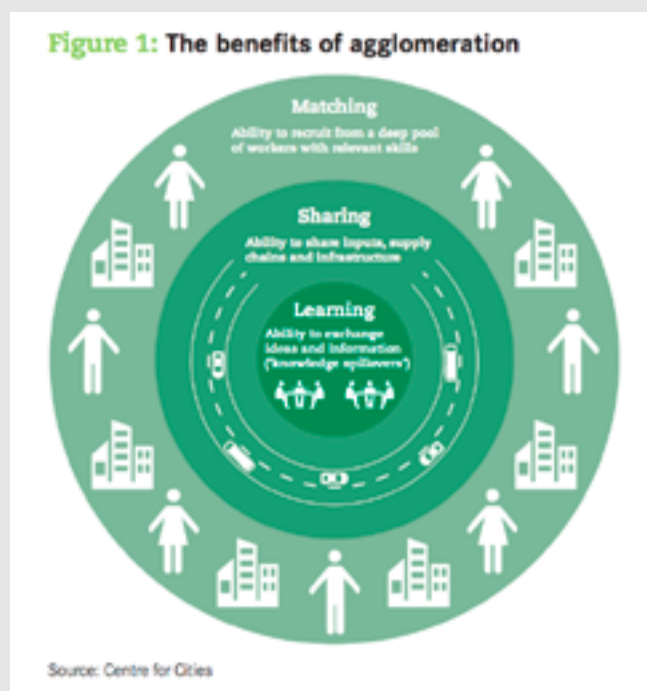 Figure 1: The benefits of agglomeration
Matching
Ability to recruit from a deep pool
of workers with relevant skills
Sharing
Ability to share inputs, supply
chains and infrastructure
Learning
Ability to exchange
ideas and information
('knowledge spillovers')
Source: Centre for Cities